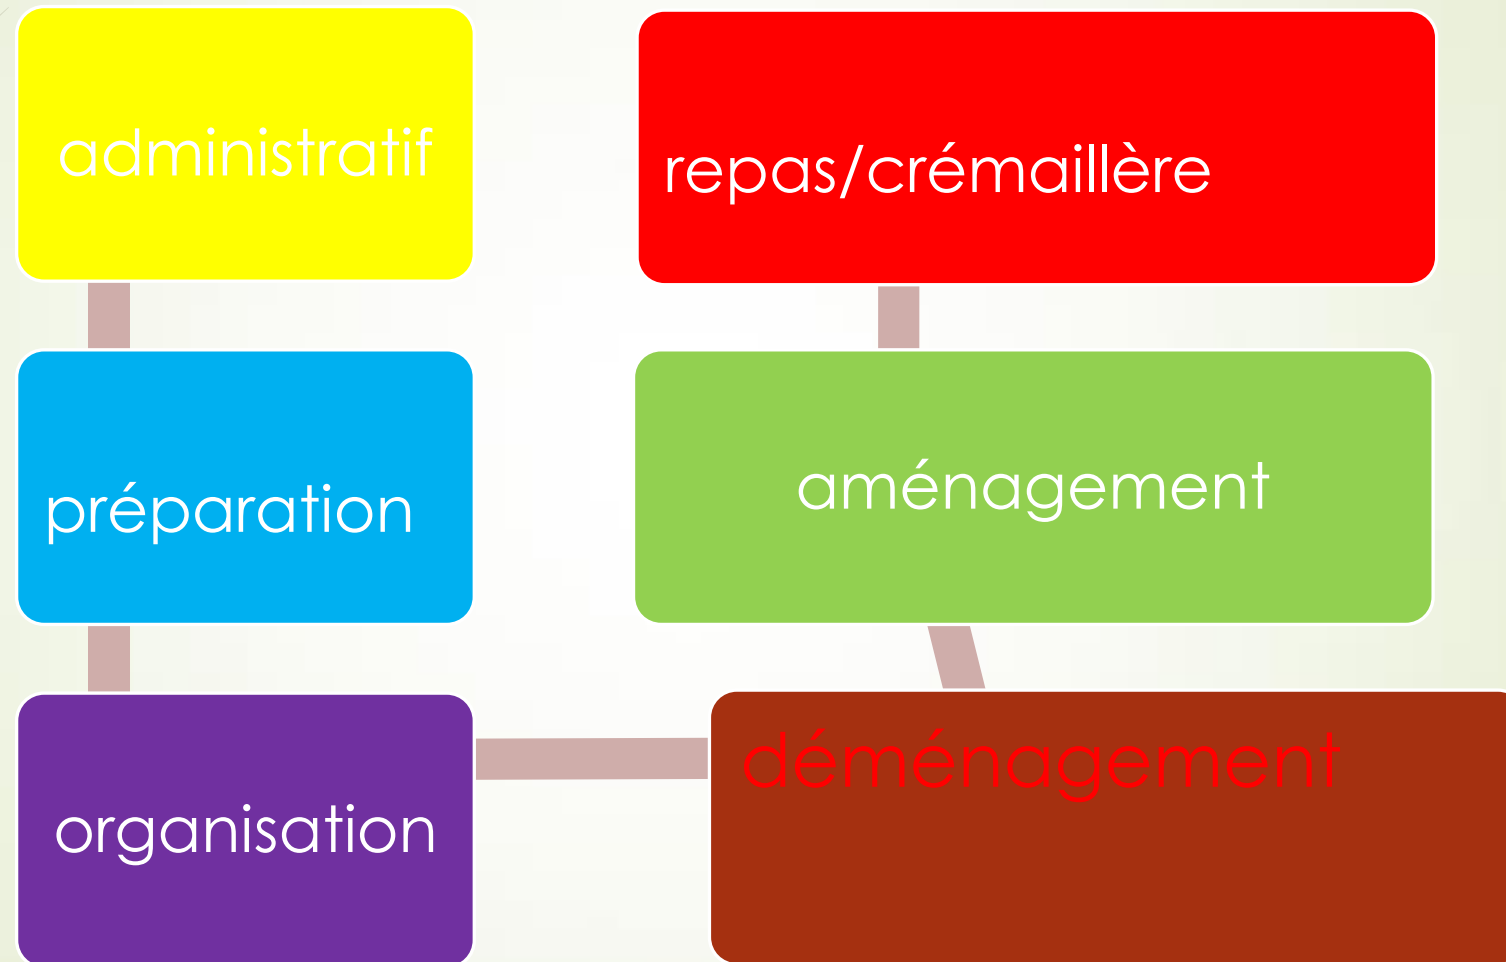 administratif
préparation
organisation
déménagement
aménagement
repas/crémaillère